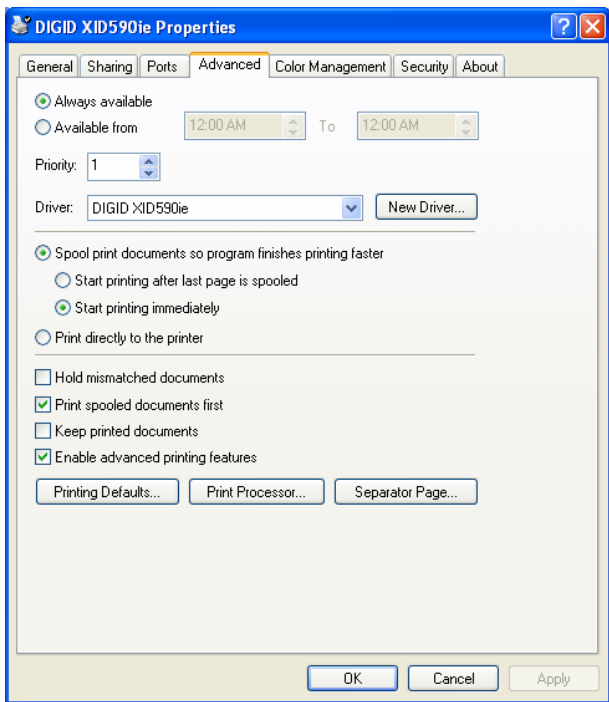 DIGID XID590ie Properties
General Sharing Ports Advanced Color Management Security About
Always available
Available from 12:00 AM To 12:00 AM
Priority: 1
Driver: DIGID XID590ie New Driver...
Spool print documents so program finishes printing faster
Start printing after last page is spooled
Start printing immediately
Print directly to the printer
Hold mismatched documents
Print spooled documents first
Keep printed documents
Enable advanced printing features
Printing Defaults... Print Processor... Separator Page...
OK Cancel Apply